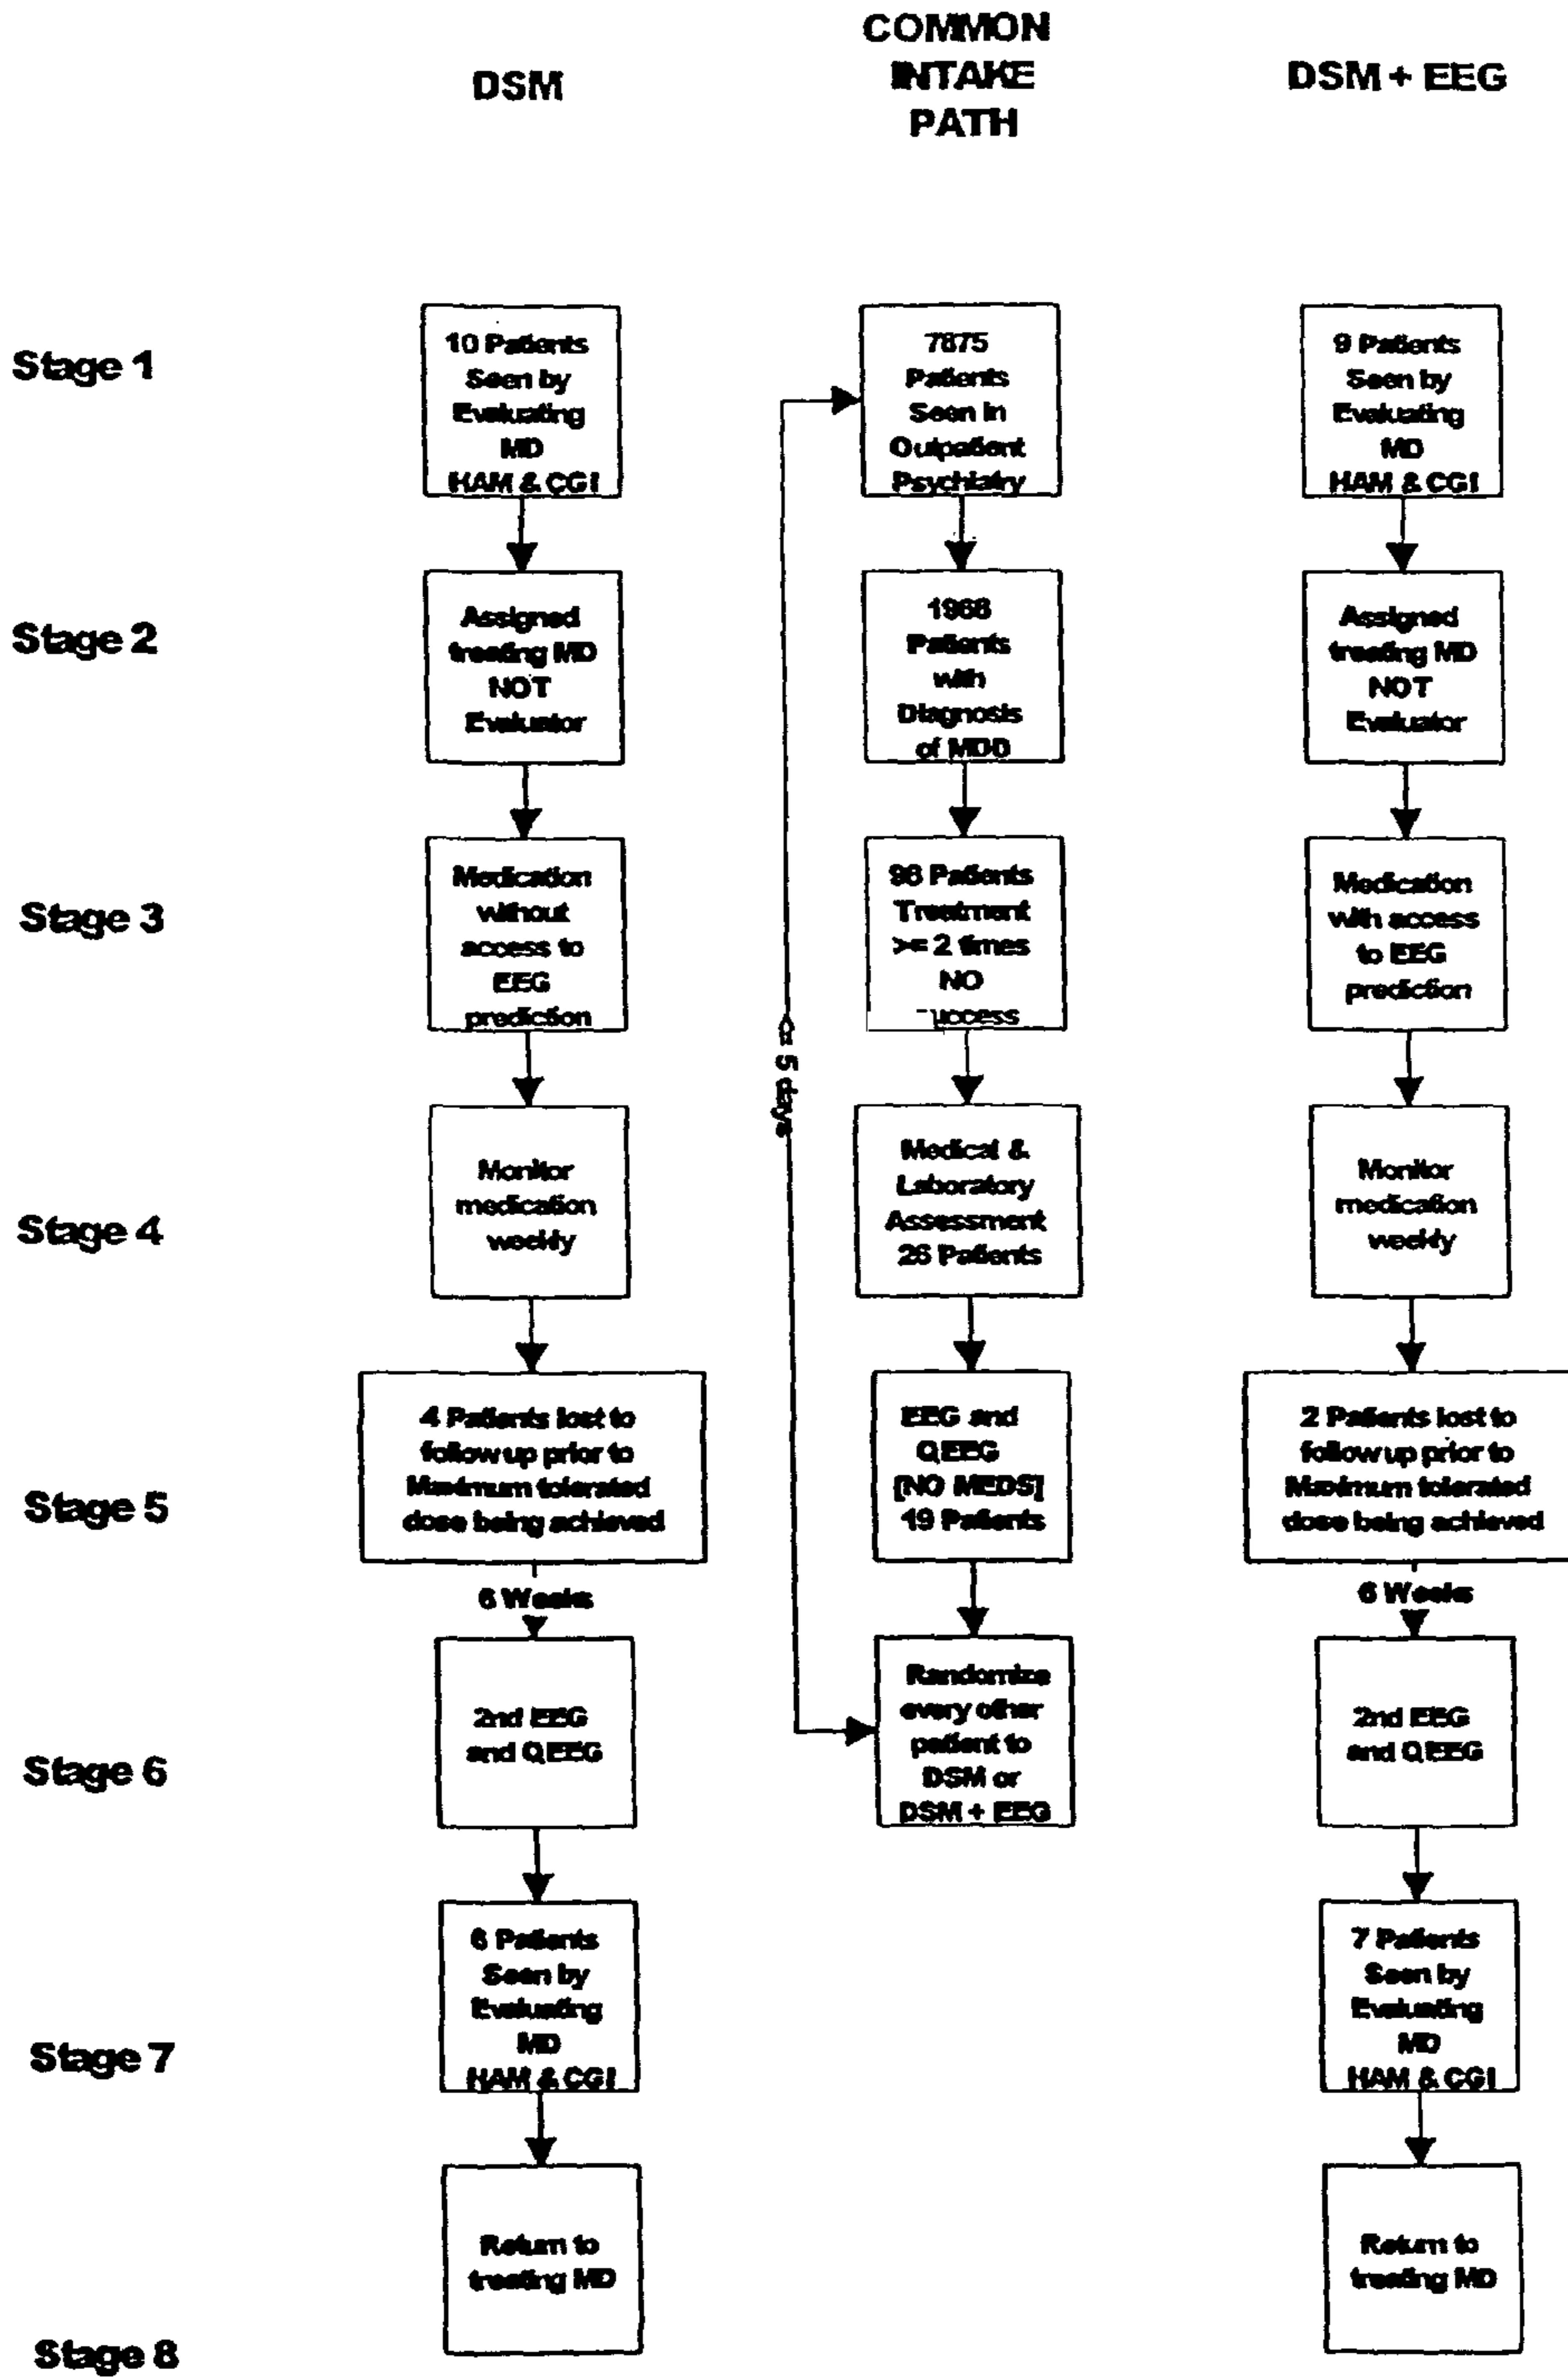 DSM
COMMON
INTAKE
PATH
DSM + EEG
Stage 1
10 Patients
Seen by
Evaluating
MD
HAM & CGI
7875
Patients
Seen in
Outpatient
Psychiatry
9 Patients
Seen by
Evaluating
MD
HAM & CGI
Stage 2
Assigned
treating MD
NOT
Evaluator
1968
Patients
with
Diagnosis
of MDD
Assigned
treating MD
NOT
Evaluator
Stage 3
Medication
without
access to
EEG
prediction
98 Patients
Treatment
>= 2 times
NO
uccess
Medication
with access
to EEG
prediction
<= 5 days
Stage 4
Monitor
medication
weekly
Medical &
Laboratory
Assessment
26 Patients
Monitor
medication
weekly
Stage 5
4 Patients lost to
follow up prior to
Maximum tolerated
dose being achieved
EEG and
QEEG
[NO MEDS]
19 Patients
2 Patients lost to
follow up prior to
Maximum tolerated
dose being achieved
6 Weeks
6 Weeks
Stage 6
2nd EEG
and QEEG
Randomize
every other
patient to
DSM or
DSM + EEG
2nd EEG
and QEEG
Stage 7
6 Patients
Seen by
Evaluating
MD
HAM & CGI
7 Patients
Seen by
Evaluating
MD
HAM & CGI
Stage 8
Return to
treating MD
Return to
treating MD